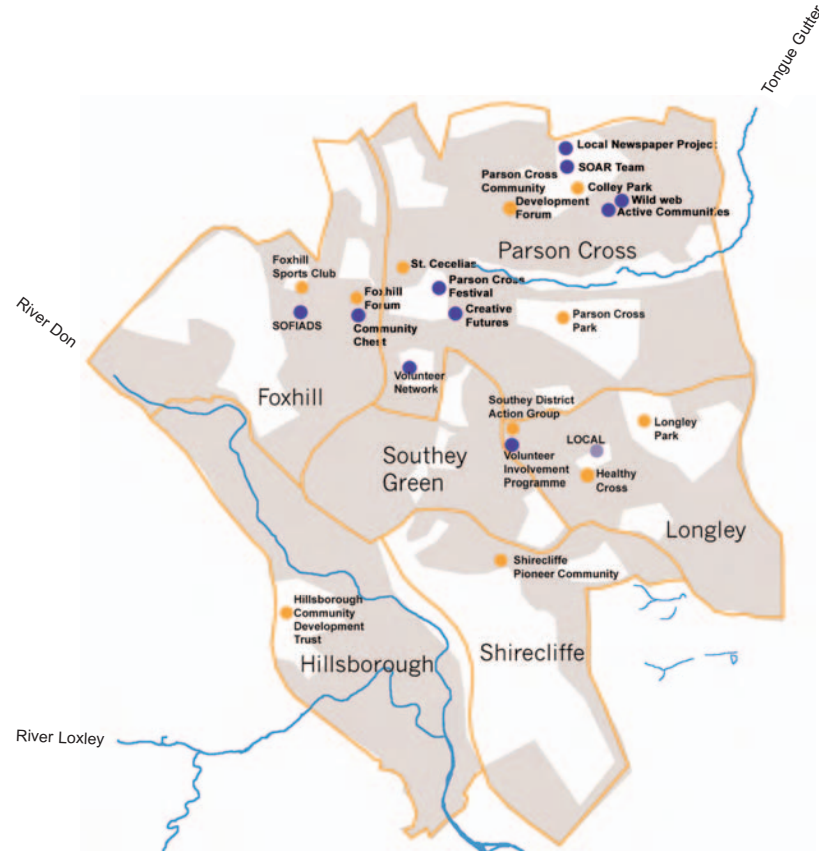 Tongue Gutter
Local Newspaper Projec:
SOAR Team
Parson Cross
Community
Development
Forum
Colley Park
Wild web
Active Communities
Parson Cross
St. Cecelias
Foxhill
Sports Club
Parson Cross
Festival
Foxhill
Forum
SOFIADS
Community
Chest
Creative
Futures
Parson Cross
Park
River Don
Volunteer
Network
Foxhill
Southey District
Action Group
Longley
Park
LOCAL
Southey
Green
Volunteer
Involvement
Programme
Healthy
Cross
Longley
Shirecliffe
Pioneer Community
Hillsborough
Community
Development
Trust
Hillsborough
Shirecliffe
River Loxley